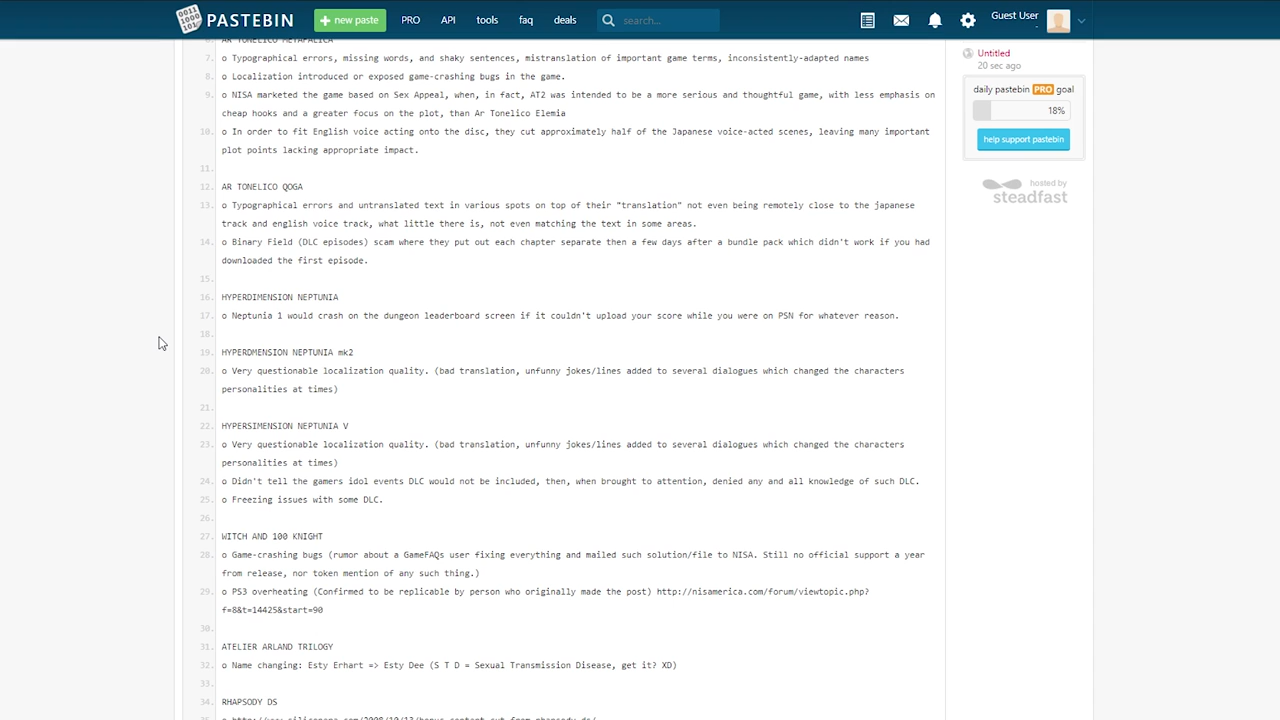 0011 1000 101 PASTEBIN + new paste PRO API tools faq deals search... Guest User
AR TONELICO METAFALICA
7. o Typographical errors, missing words, and shaky sentences, mistranslation of important game terms, inconsistently-adapted names
8. o Localization introduced or exposed game-crashing bugs in the game.
9. o NISA marketed the game based on Sex Appeal, when, in fact, AT2 was intended to be a more serious and thoughtful game, with less emphasis on
cheap hooks and a greater focus on the plot, than Ar Tonelico Elemia
10. o In order to fit English voice acting onto the disc, they cut approximately half of the Japanese voice-acted scenes, leaving many important
plot points lacking appropriate impact.
11.
12. AR TONELICO QOGA
13. o Typographical errors and untranslated text in various spots on top of their "translation" not even being remotely close to the japanese
track and english voice track, what little there is, not even matching the text in some areas.
14. o Binary Field (DLC episodes) scam where they put out each chapter separate then a few days after a bundle pack which didn't work if you had
downloaded the first episode.
15.
16. HYPERDIMENSION NEPTUNIA
17. o Neptunia 1 would crash on the dungeon leaderboard screen if it couldn't upload your score while you were on PSN for whatever reason.
18.
19. HYPERDMENSION NEPTUNIA mk2
20. o Very questionable localization quality. (bad translation, unfunny jokes/lines added to several dialogues which changed the characters
personalities at times)
21.
22. HYPERSIMENSION NEPTUNIA V
23. o Very questionable localization quality. (bad translation, unfunny jokes/lines added to several dialogues which changed the characters
personalities at times)
24. o Didn't tell the gamers idol events DLC would not be included, then, when brought to attention, denied any and all knowledge of such DLC.
25. o Freezing issues with some DLC.
26.
27. WITCH AND 100 KNIGHT
28. o Game-crashing bugs (rumor about a GameFAQs user fixing everything and mailed such solution/file to NISA. Still no official support a year
from release, nor token mention of any such thing.)
29. o PS3 overheating (Confirmed to be replicable by person who originally made the post) http://nisamerica.com/forum/viewtopic.php?
f=8&t=14425&start=90
30.
31. ATELIER ARLAND TRILOGY
32. o Name changing: Esty Erhart => Esty Dee (S T D = Sexual Transmission Disease, get it? XD)
33.
34. RHAPSODY DS
35. o http://www.siliconera.com/2008/10/13/bonus-content-cut-from-rhapsody-ds/
Untitled
20 sec ago
daily pastebin PRO goal
18%
help support pastebin
hosted by
steadfast